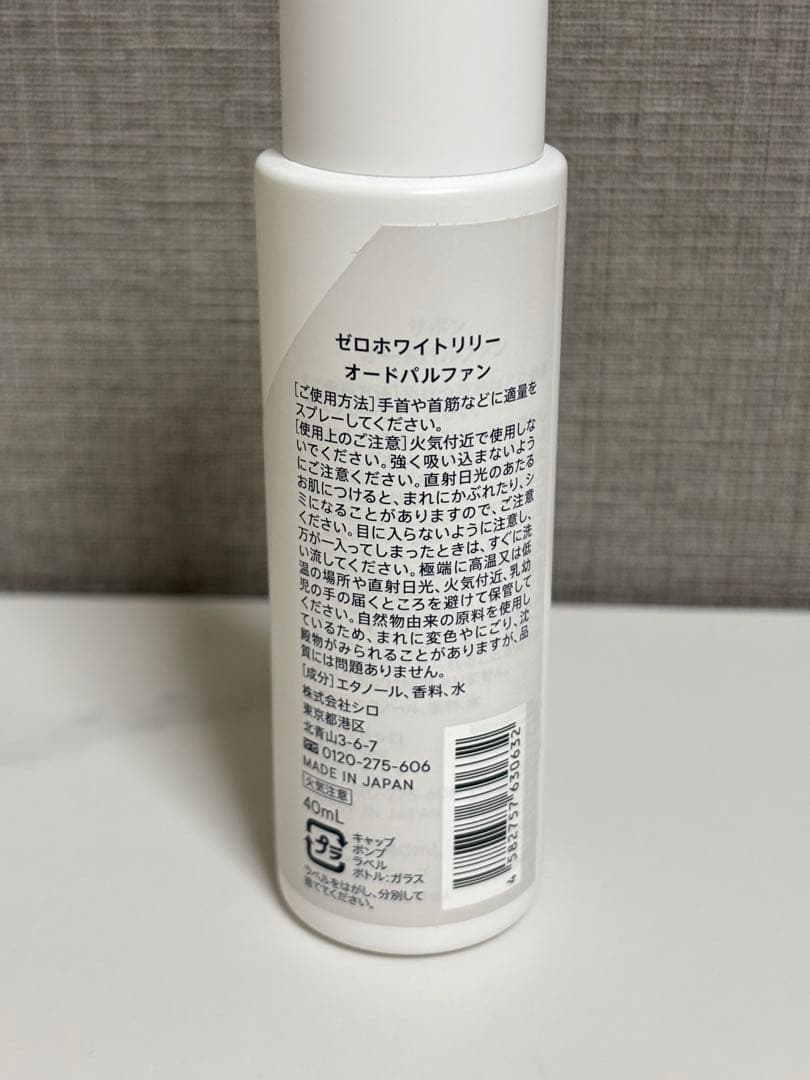 ゼロホワイトリリー
オードパルファン
[ご使用方法]手首や首筋などに適量を
スプレーしてください。
[使用上のご注意]火気付近で使用しな
いでください。強く吸い込まないよう
にご注意ください。直射日光のあたる
お肌につけると、まれにかぶれたり、シ
ミになることがありますので、ご注意
ください。目に入らないように注意し、
万が一入ってしまったときは、すぐに洗
い流してください。極端に高温又は低
温の場所や直射日光、火気付近、乳幼
児の手の届くところを避けて保管して
ください。自然物由来の原料を使用し
ているため、まれに変色やにごり、沈
殿物がみられることがありますが、品
質には問題ありません。
[成分]エタノール、香料、水
株式会社シロ
東京都港区
北青山3-6-7
0120-275-606
MADE IN JAPAN
火気注意
40mL
プラ
キャップ
ポンプ
ラベル
ボトル:ガラス
ラベルをはがし、分別して
捨ててください。
4 582757 630632